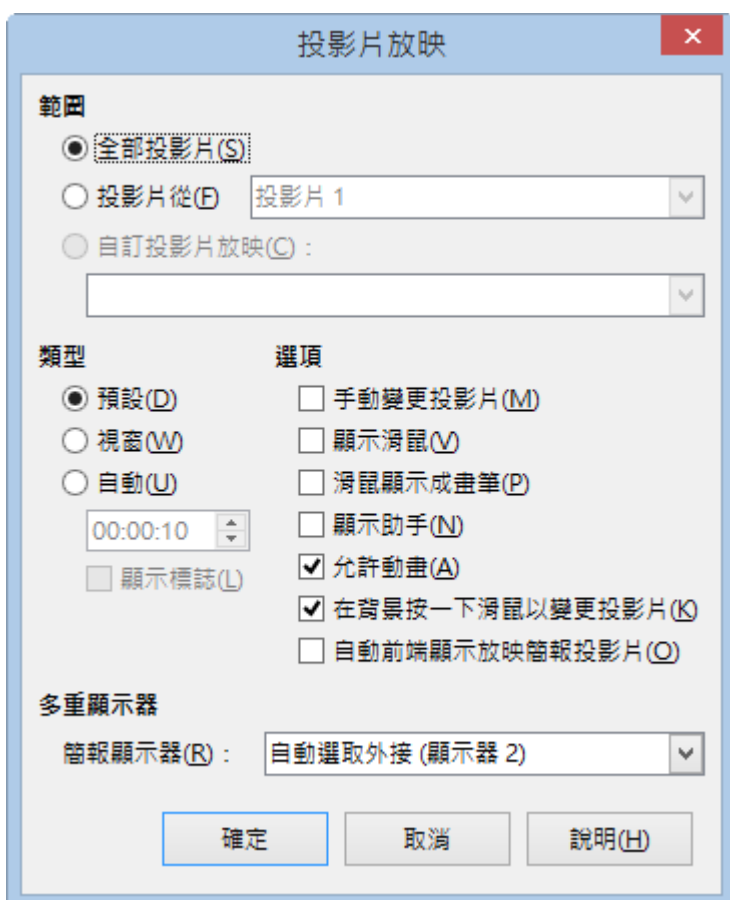 投影片放映
範圍
全部投影片(S)
投影片從(F) 投影片 1
自訂投影片放映(C)：
類型 選項
預設(D) 手動變更投影片(M)
視窗(W) 顯示滑鼠(V)
自動(U) 滑鼠顯示成畫筆(P)
00:00:10 顯示助手(N)
顯示標誌(L) 允許動畫(A)
在背景按一下滑鼠以變更投影片(K)
自動前端顯示放映簡報投影片(O)
多重顯示器
簡報顯示器(R)： 自動選取外接 (顯示器 2)
確定 取消 說明(H)